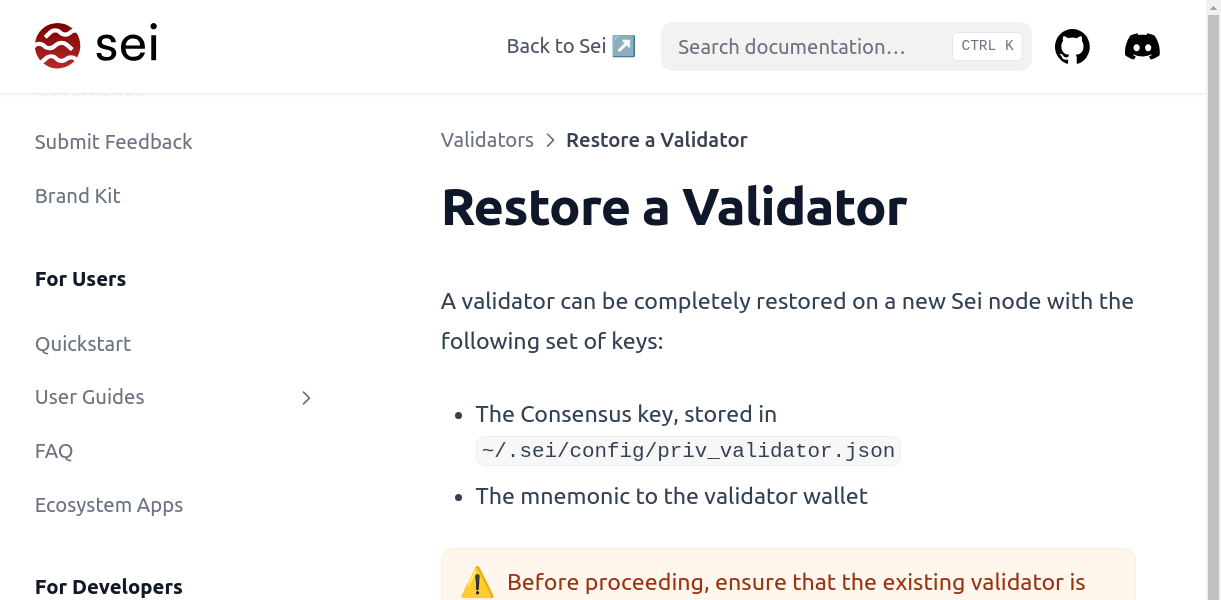 sei
Back to Sei
Search documentation…
CTRL K
Submit Feedback
Brand Kit
For Users
Quickstart
User Guides
FAQ
Ecosystem Apps
For Developers
Validators
Restore a Validator
Restore a Validator
A validator can be completely restored on a new Sei node with the
following set of keys:
• The Consensus key, stored in
~/.sei/config/priv_validator.json
• The mnemonic to the validator wallet
Before proceeding, ensure that the existing validator is